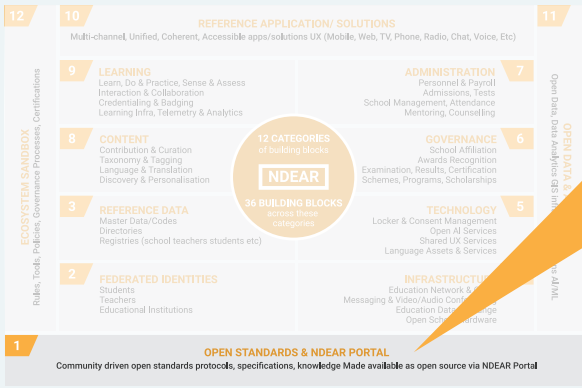 12
10
REFERENCE APPLICATION/ SOLUTIONS
Multi-channel, Unified, Coherent, Accessible apps/solutions UX (Mobile, Web, TV, Phone, Radio, Chat, Voice, Etc)
11
ECOSYSTEM SANDBOX
Rules, Tools, Policies, Governance Processes, Certifications
9
LEARNING
Learn, Do & Practice, Sense & Assess
Interaction & Collaboration
Credentialing & Badging
Learning Infra, Telemetry & Analytics
ADMINISTRATION
7
Personnel & Payroll
Admissions, Tests
School Management, Attendance
Mentoring, Counselling
8
CONTENT
Contribution & Curation
Taxonomy & Tagging
Language & Translation
Discovery & Personalisation
12 CATEGORIES
of building blocks
NDEAR
36 BUILDING BLOCKS
across these
categories
GOVERNANCE
6
School Affiliation
Awards Recognition
Examination, Results, Certification
Schemes, Programs, Scholarships
3
REFERENCE DATA
Master Data/Codes
Directories
Registries (school teachers students etc)
TECHNOLOGY
5
Locker & Consent Management
Open AI Services
Shared UX Services
Language Assets & Services
2
FEDERATED IDENTITIES
Students
Teachers
Educational Institutions
INFRASTRUCTU
Education Network &
Messaging & Video/Audio Conf
Education Data
Open Sch
OPEN DATA &
Open Data, Data Analytics GIS
AI/ML
1
OPEN STANDARDS & NDEAR PORTAL
Community driven open standards protocols, specifications, knowledge Made available as open source via NDEAR Portal